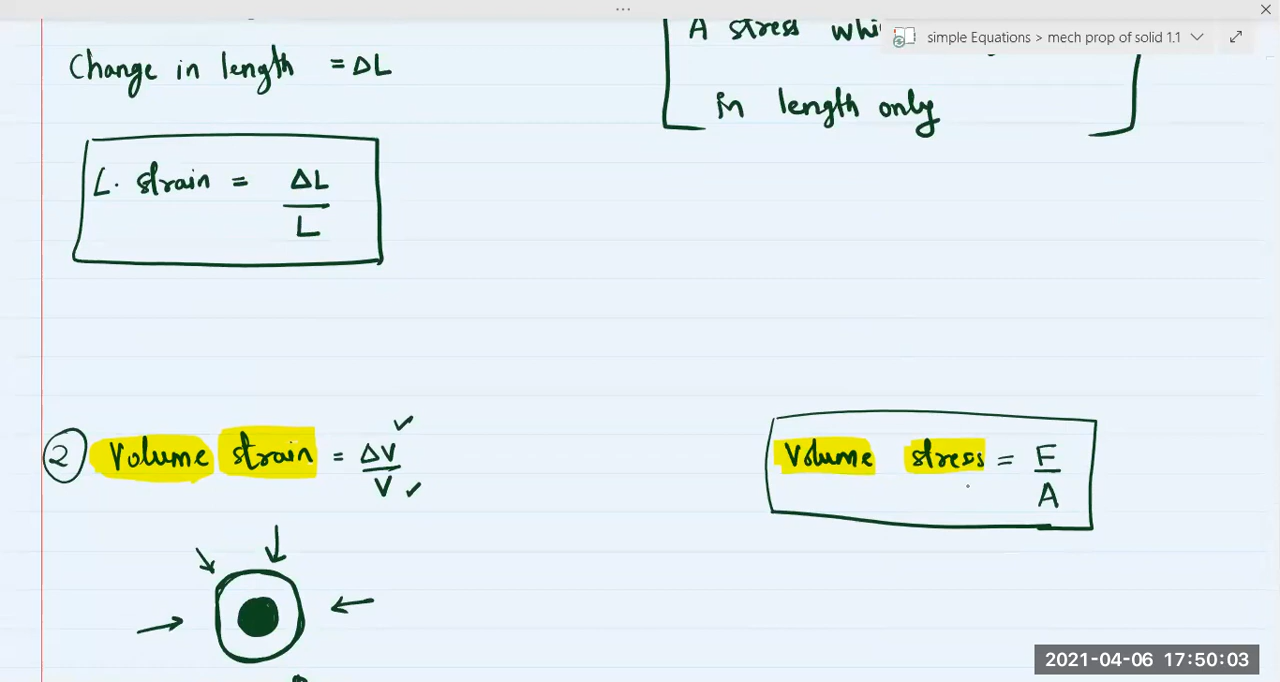 ...
simple Equations > mech prop of solid 1.1
A stress
Change in length = ΔL
in length only
L. strain = ΔL / L
② Volume strain = ΔV / V
Volume stress = F / A
2021-04-06 17:50:03